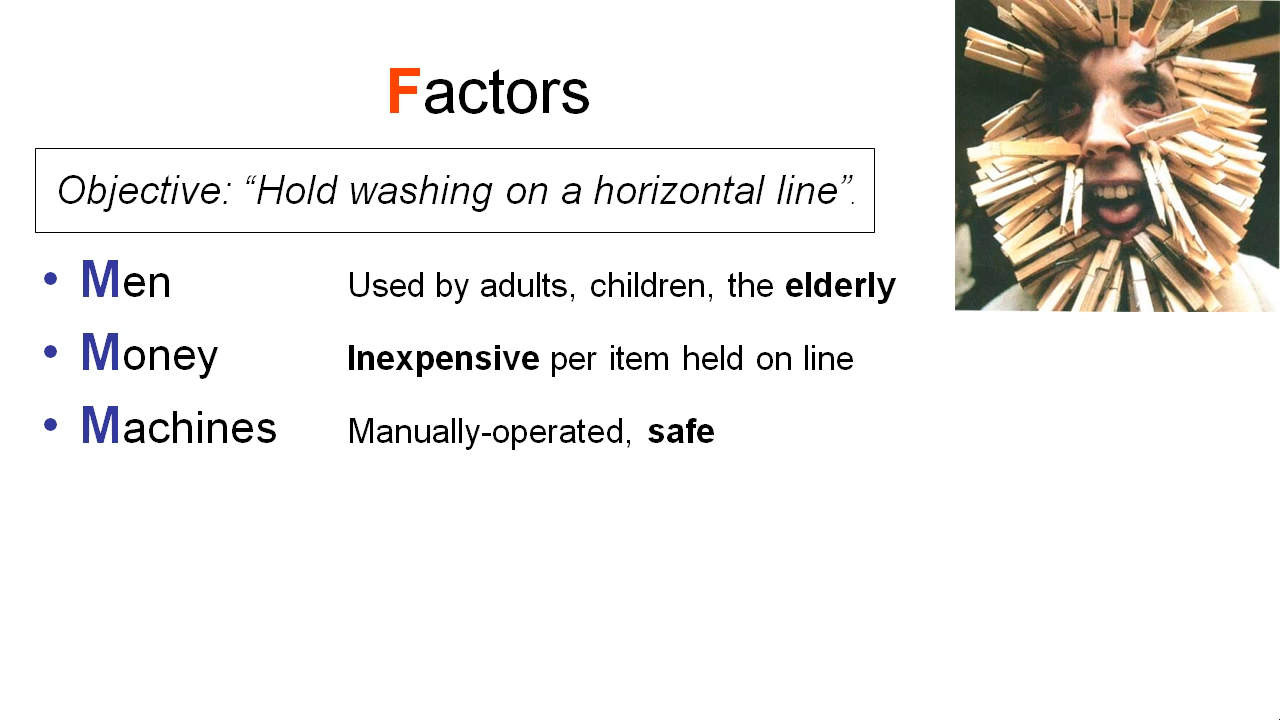 Factors
Objective: “Hold washing on a horizontal line”.
• Men Used by adults, children, the elderly
• Money Inexpensive per item held on line
• Machines Manually-operated, safe